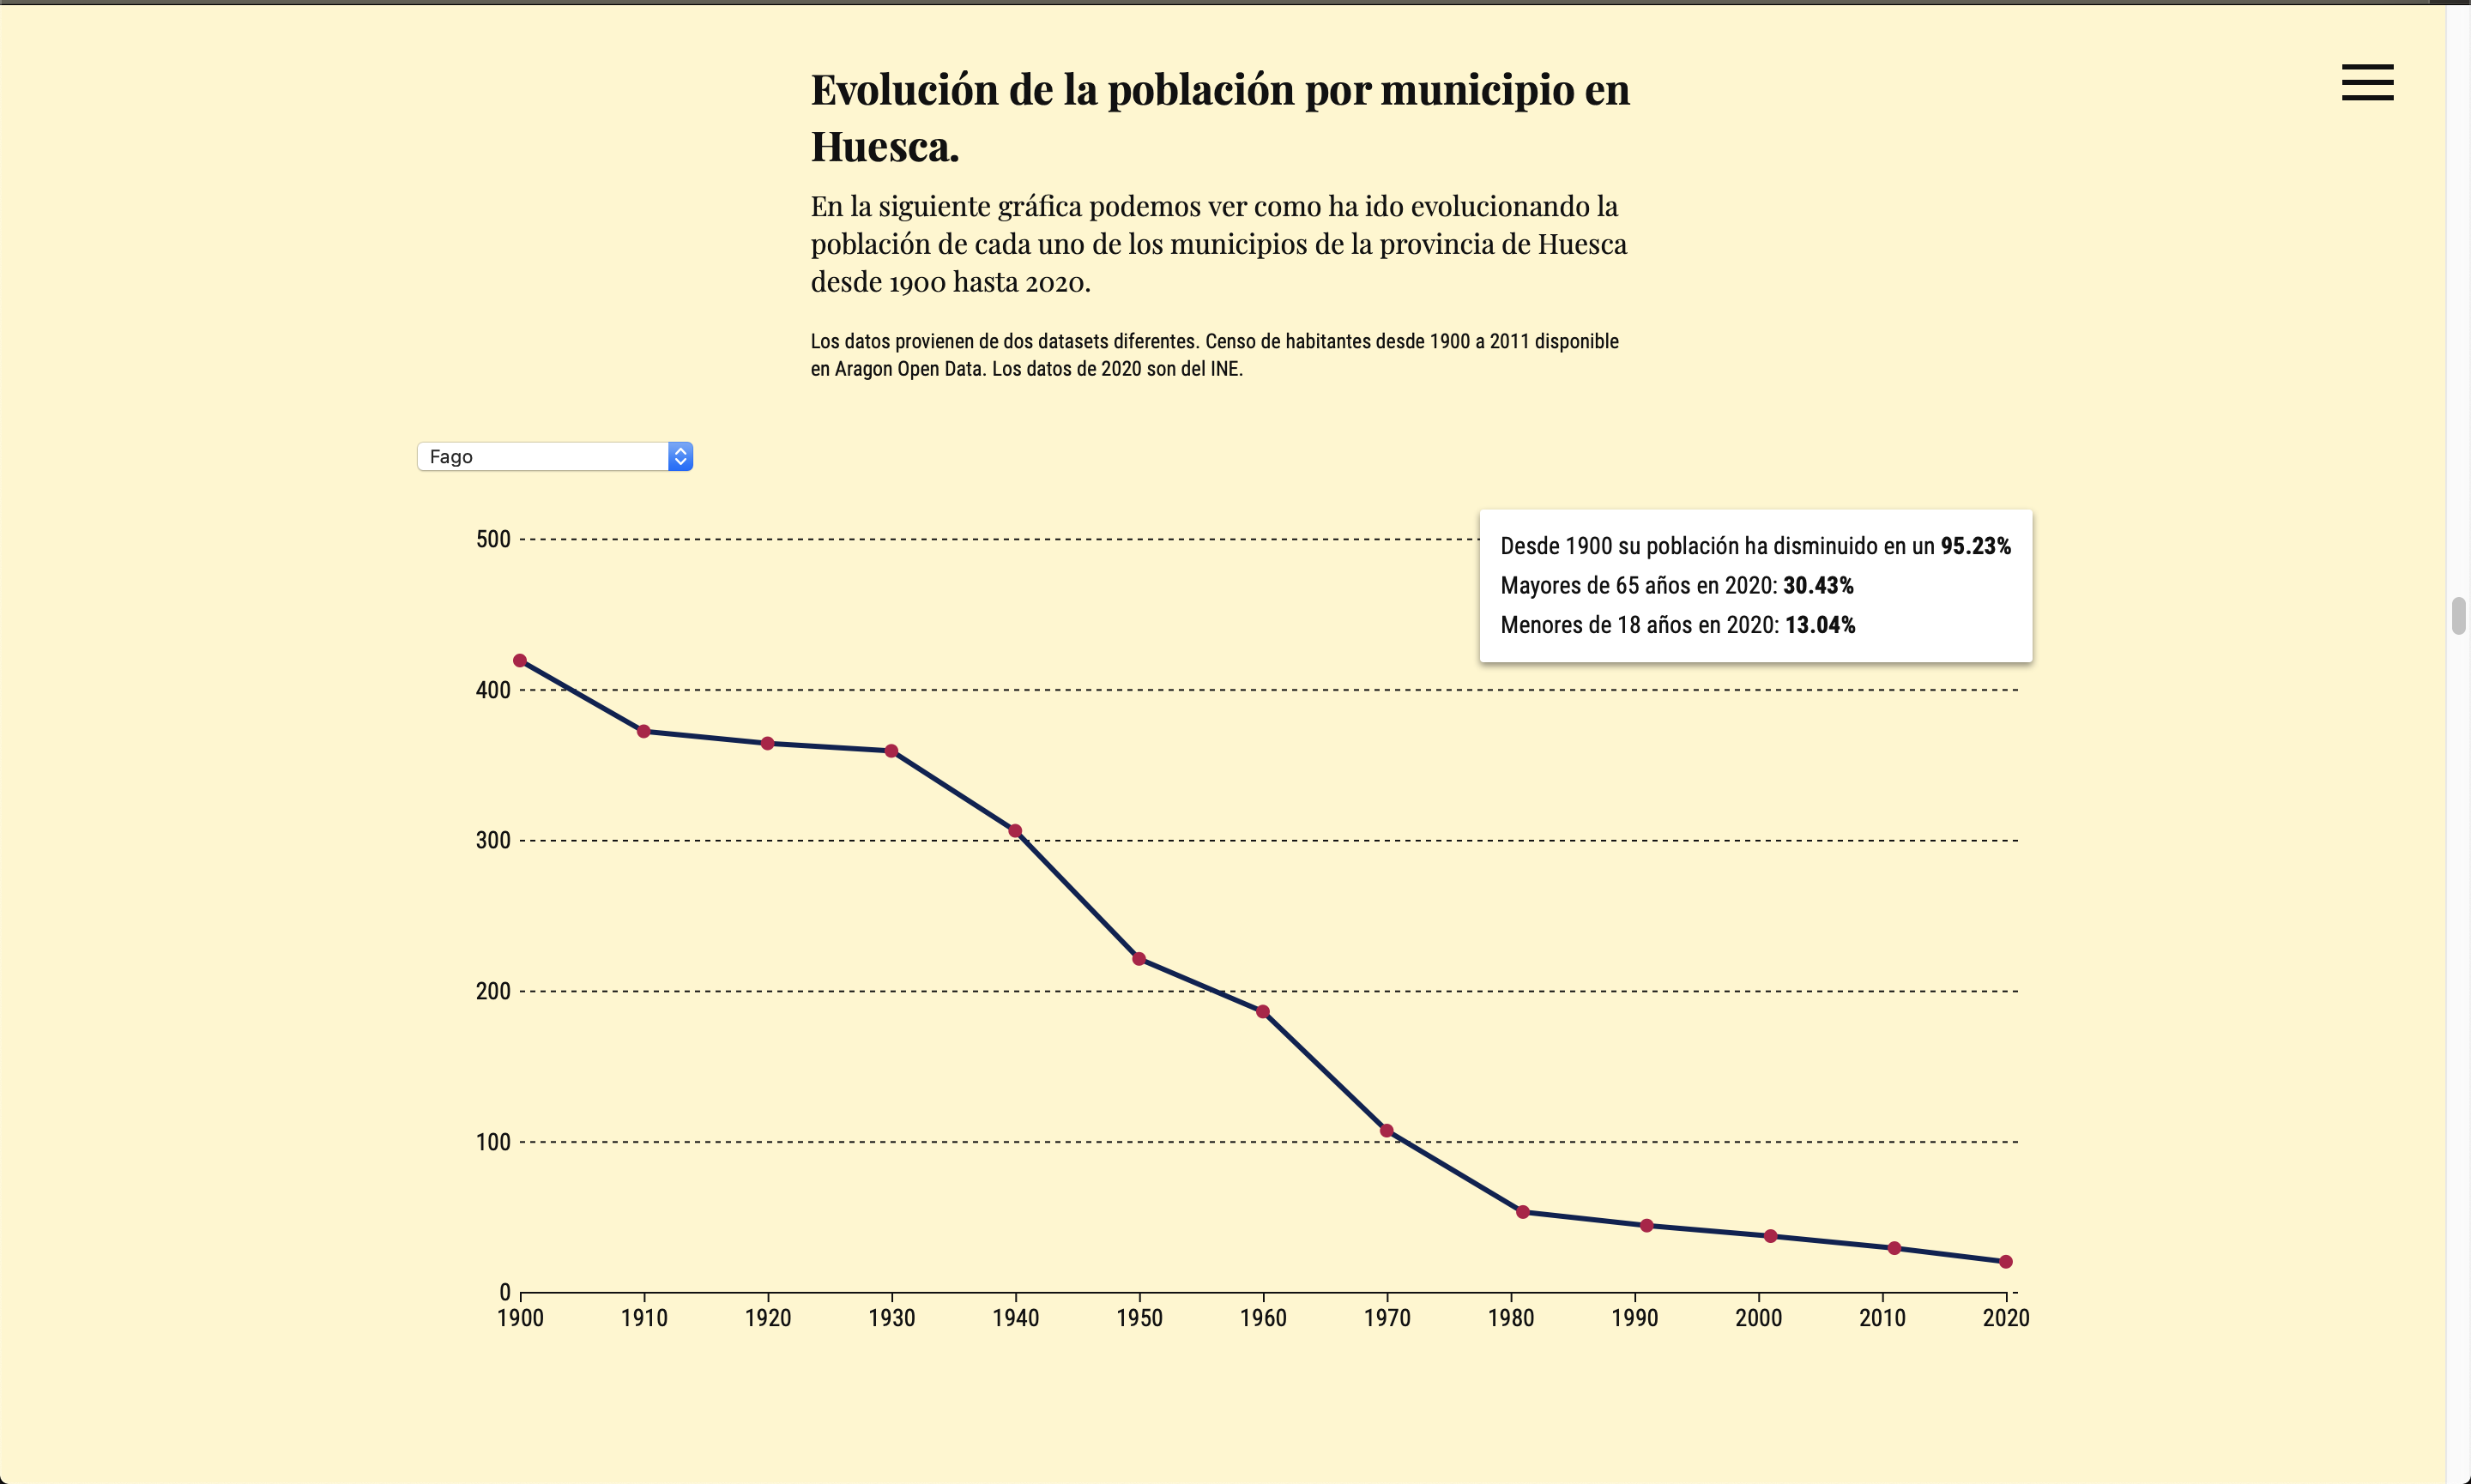 Evolución de la población por municipio en
Huesca.
En la siguiente gráfica podemos ver como ha ido evolucionando la
población de cada uno de los municipios de la provincia de Huesca
desde 1900 hasta 2020.
Los datos provienen de dos datasets diferentes. Censo de habitantes desde 1900 a 2011 disponible
en Aragon Open Data. Los datos de 2020 son del INE.
Fago
Desde 1900 su población ha disminuido en un 95.23%
Mayores de 65 años en 2020: 30.43%
Menores de 18 años en 2020: 13.04%
500
400
300
200
100
0
1900 1910 1920 1930 1940 1950 1960 1970 1980 1990 2000 2010 2020